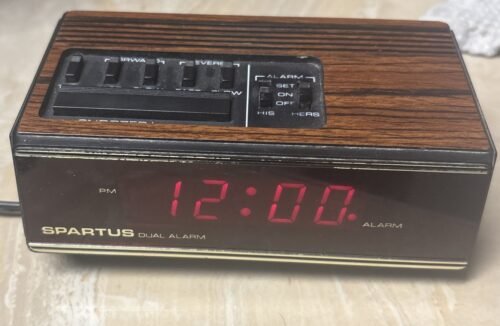 ALARM
SET
ON
OFF
HIS HERS
PM
12:00
ALARM
SPARTUS DUAL ALARM